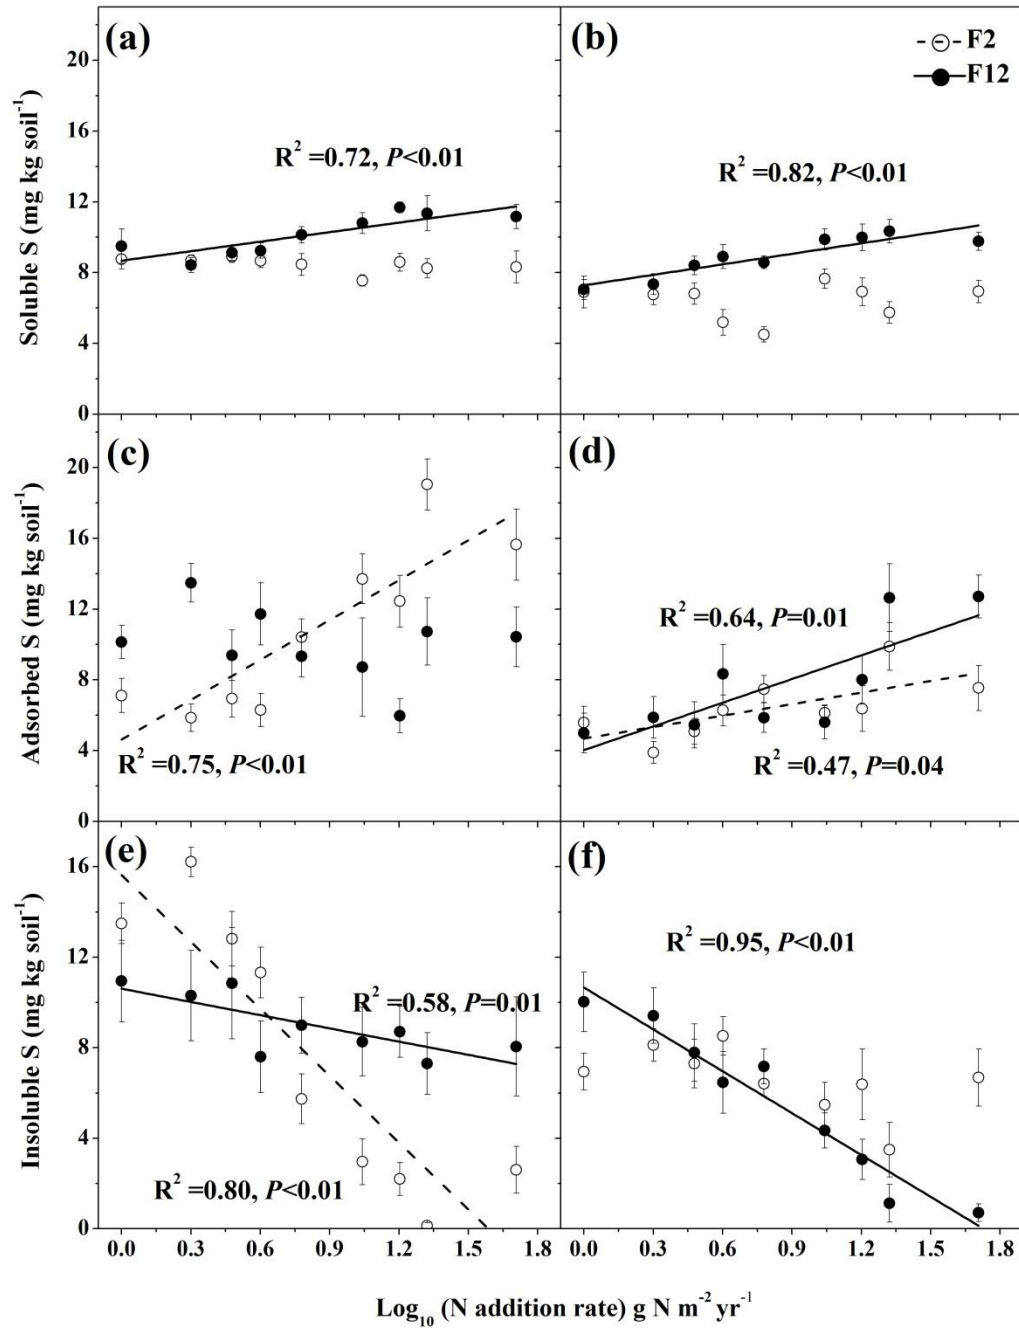 (a)
(b)
F2
F12
Soluble S (mg kg soil⁻¹)
20
16
12
8
4
0
R² =0.72, P<0.01
R² =0.82, P<0.01
(c)
(d)
Adsorbed S (mg kg soil⁻¹)
20
16
12
8
4
0
R² =0.75, P<0.01
R² =0.64, P=0.01
R² =0.47, P=0.04
(e)
(f)
Insoluble S (mg kg soil⁻¹)
16
12
8
4
0
R² =0.58, P=0.01
R² =0.80, P<0.01
R² =0.95, P<0.01
0.0 0.3 0.6 0.9 1.2 1.5 1.8 0.0 0.3 0.6 0.9 1.2 1.5 1.8
Log₁₀ (N addition rate) g N m⁻² yr⁻¹